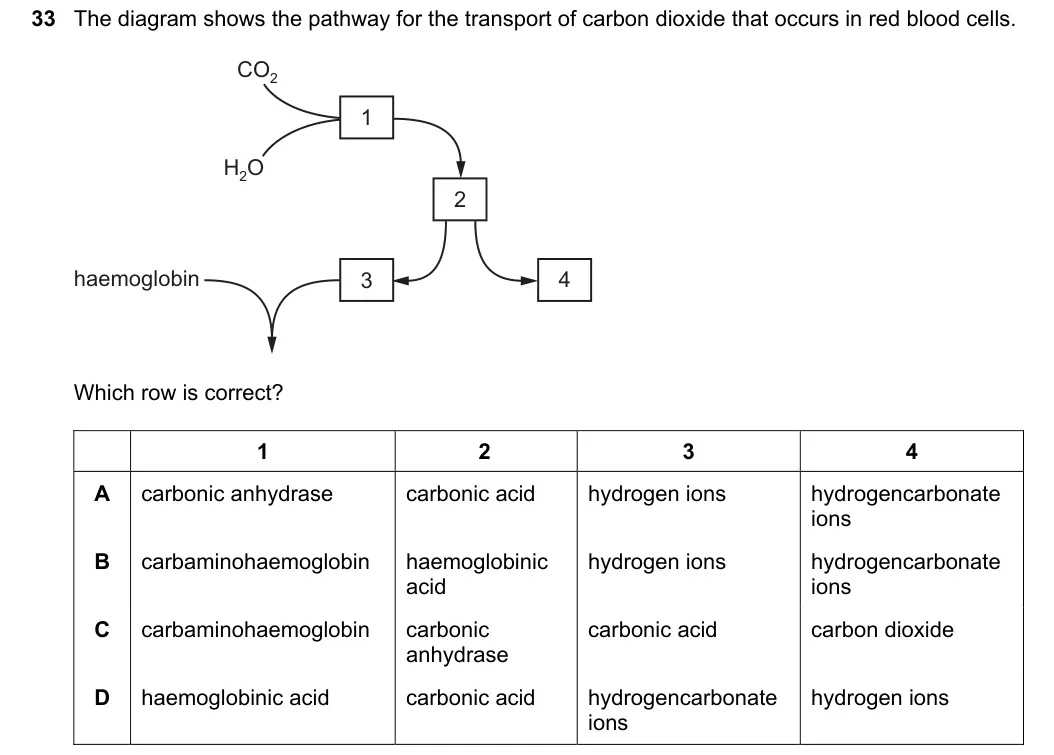 33 The diagram shows the pathway for the transport of carbon dioxide that occurs in red blood cells.
CO2
1
H2O
2
haemoglobin
3
4
Which row is correct?
1 2 3 4
A carbonic anhydrase carbonic acid hydrogen ions hydrogencarbonate
ions
B carbaminohaemoglobin haemoglobinic hydrogen ions hydrogencarbonate
acid ions
C carbaminohaemoglobin carbonic carbonic acid carbon dioxide
anhydrase
D haemoglobinic acid carbonic acid hydrogencarbonate hydrogen ions
ions